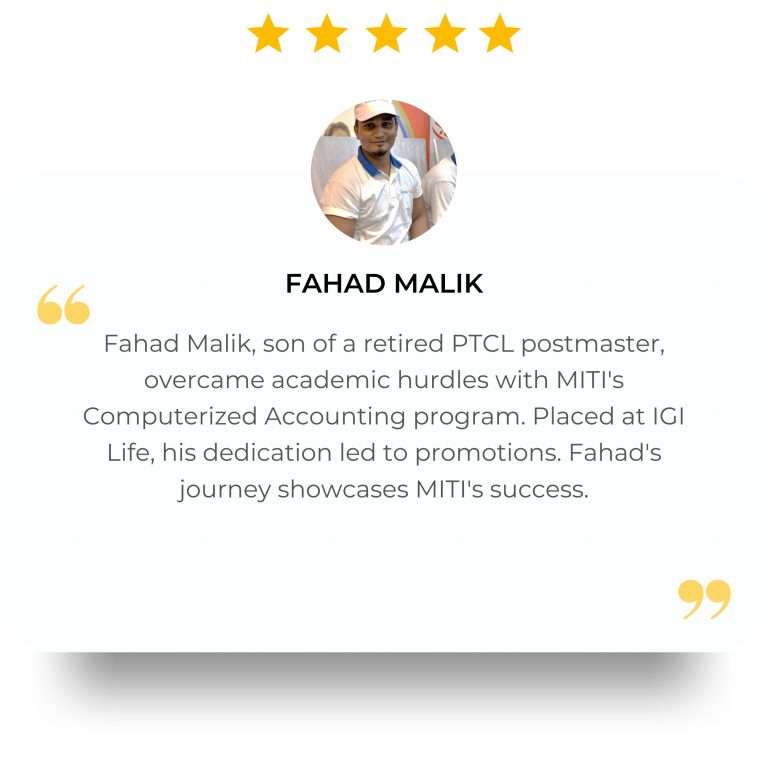 FAHAD MALIK
“
Fahad Malik, son of a retired PTCL postmaster,
overcame academic hurdles with MITI's
Computerized Accounting program. Placed at IGI
Life, his dedication led to promotions. Fahad's
journey showcases MITI's success.
”